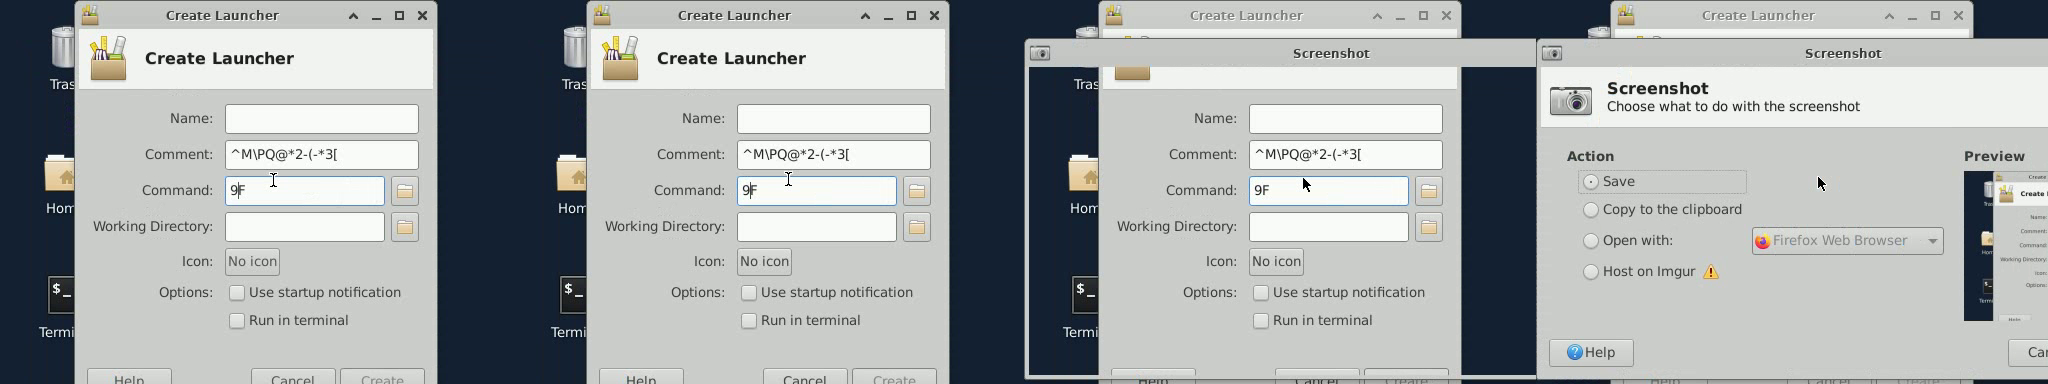 Create Launcher
Create Launcher
Name:
Comment: ^M\PQ@*2-(-*3[
Command: 9F
Working Directory:
Icon: No icon
Options: Use startup notification
Run in terminal
Help Cancel Create
Tras
Hom
Termi
Create Launcher
Create Launcher
Name:
Comment: ^M\PQ@*2-(-*3[
Command: 9F
Working Directory:
Icon: No icon
Options: Use startup notification
Run in terminal
Help Cancel Create
Tras
Hom
Termi
Create Launcher
Screenshot
Name:
Comment: ^M\PQ@*2-(-*3[
Command: 9F
Working Directory:
Icon: No icon
Options: Use startup notification
Run in terminal
Help Cancel Create
Tras
Hom
Termi
Create Launcher
Screenshot
Screenshot
Choose what to do with the screenshot
Action
Save
Copy to the clipboard
Open with: Firefox Web Browser
Host on Imgur
Preview
Help
Car